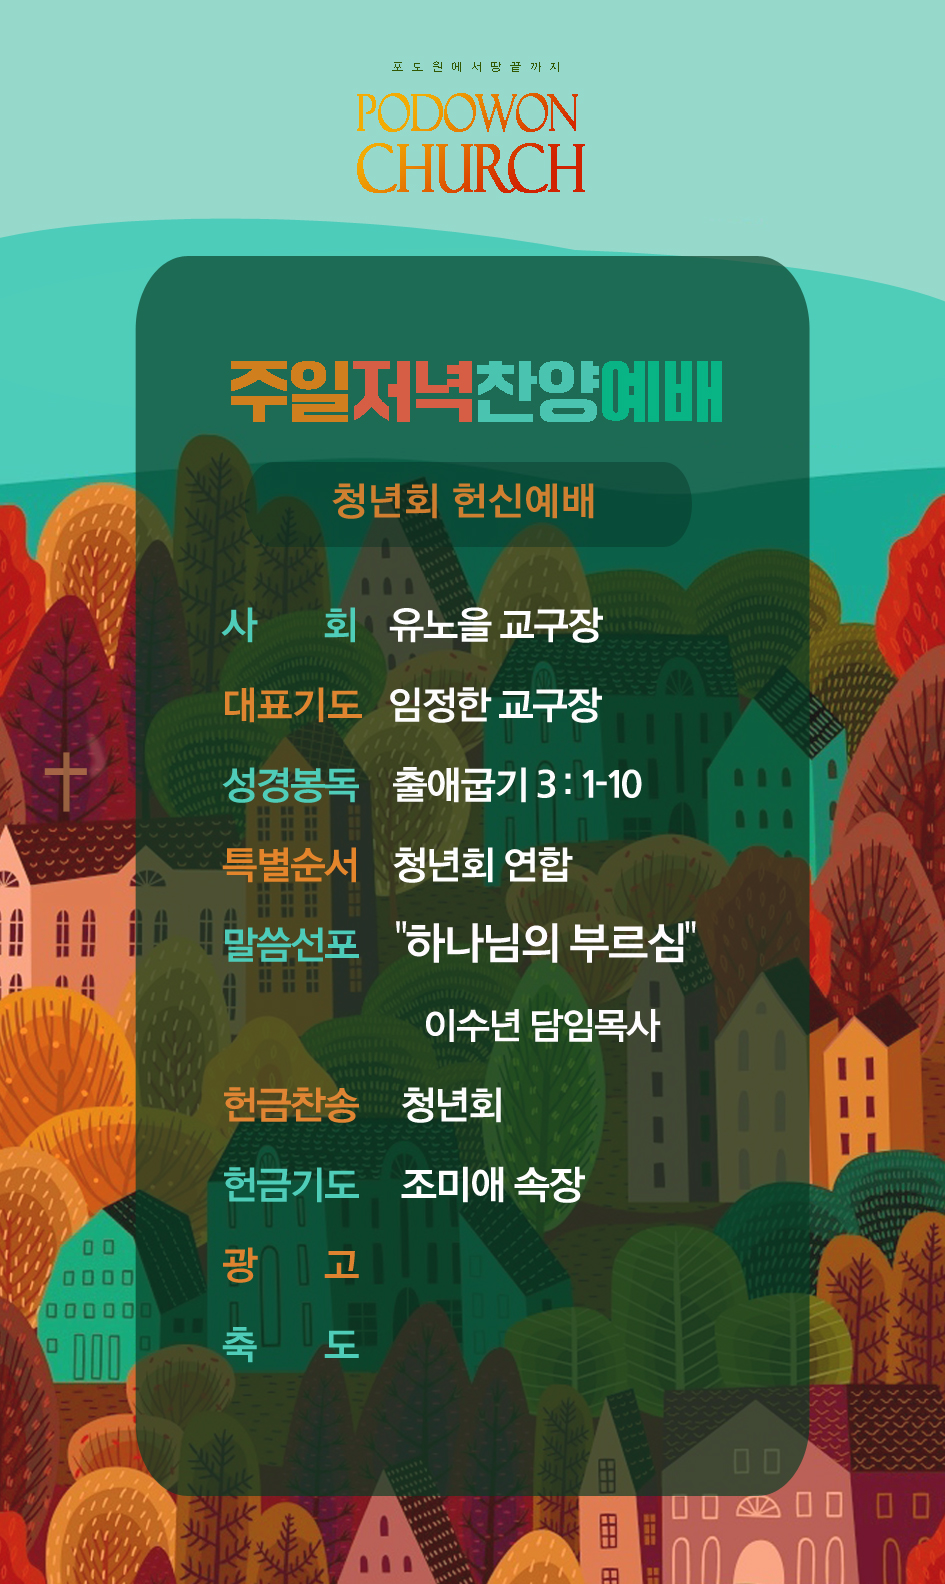 포도원에서땅끝까지
PODOWON
CHURCH
주일저녁찬양예배
청년회 헌신예배
사 회 유노을 교구장
대표기도 임정한 교구장
성경봉독 출애굽기 3 : 1-10
특별순서 청년회 연합
말씀선포 "하나님의 부르심"
이수년 담임목사
헌금찬송 청년회
헌금기도 조미애 속장
광 고
축 도